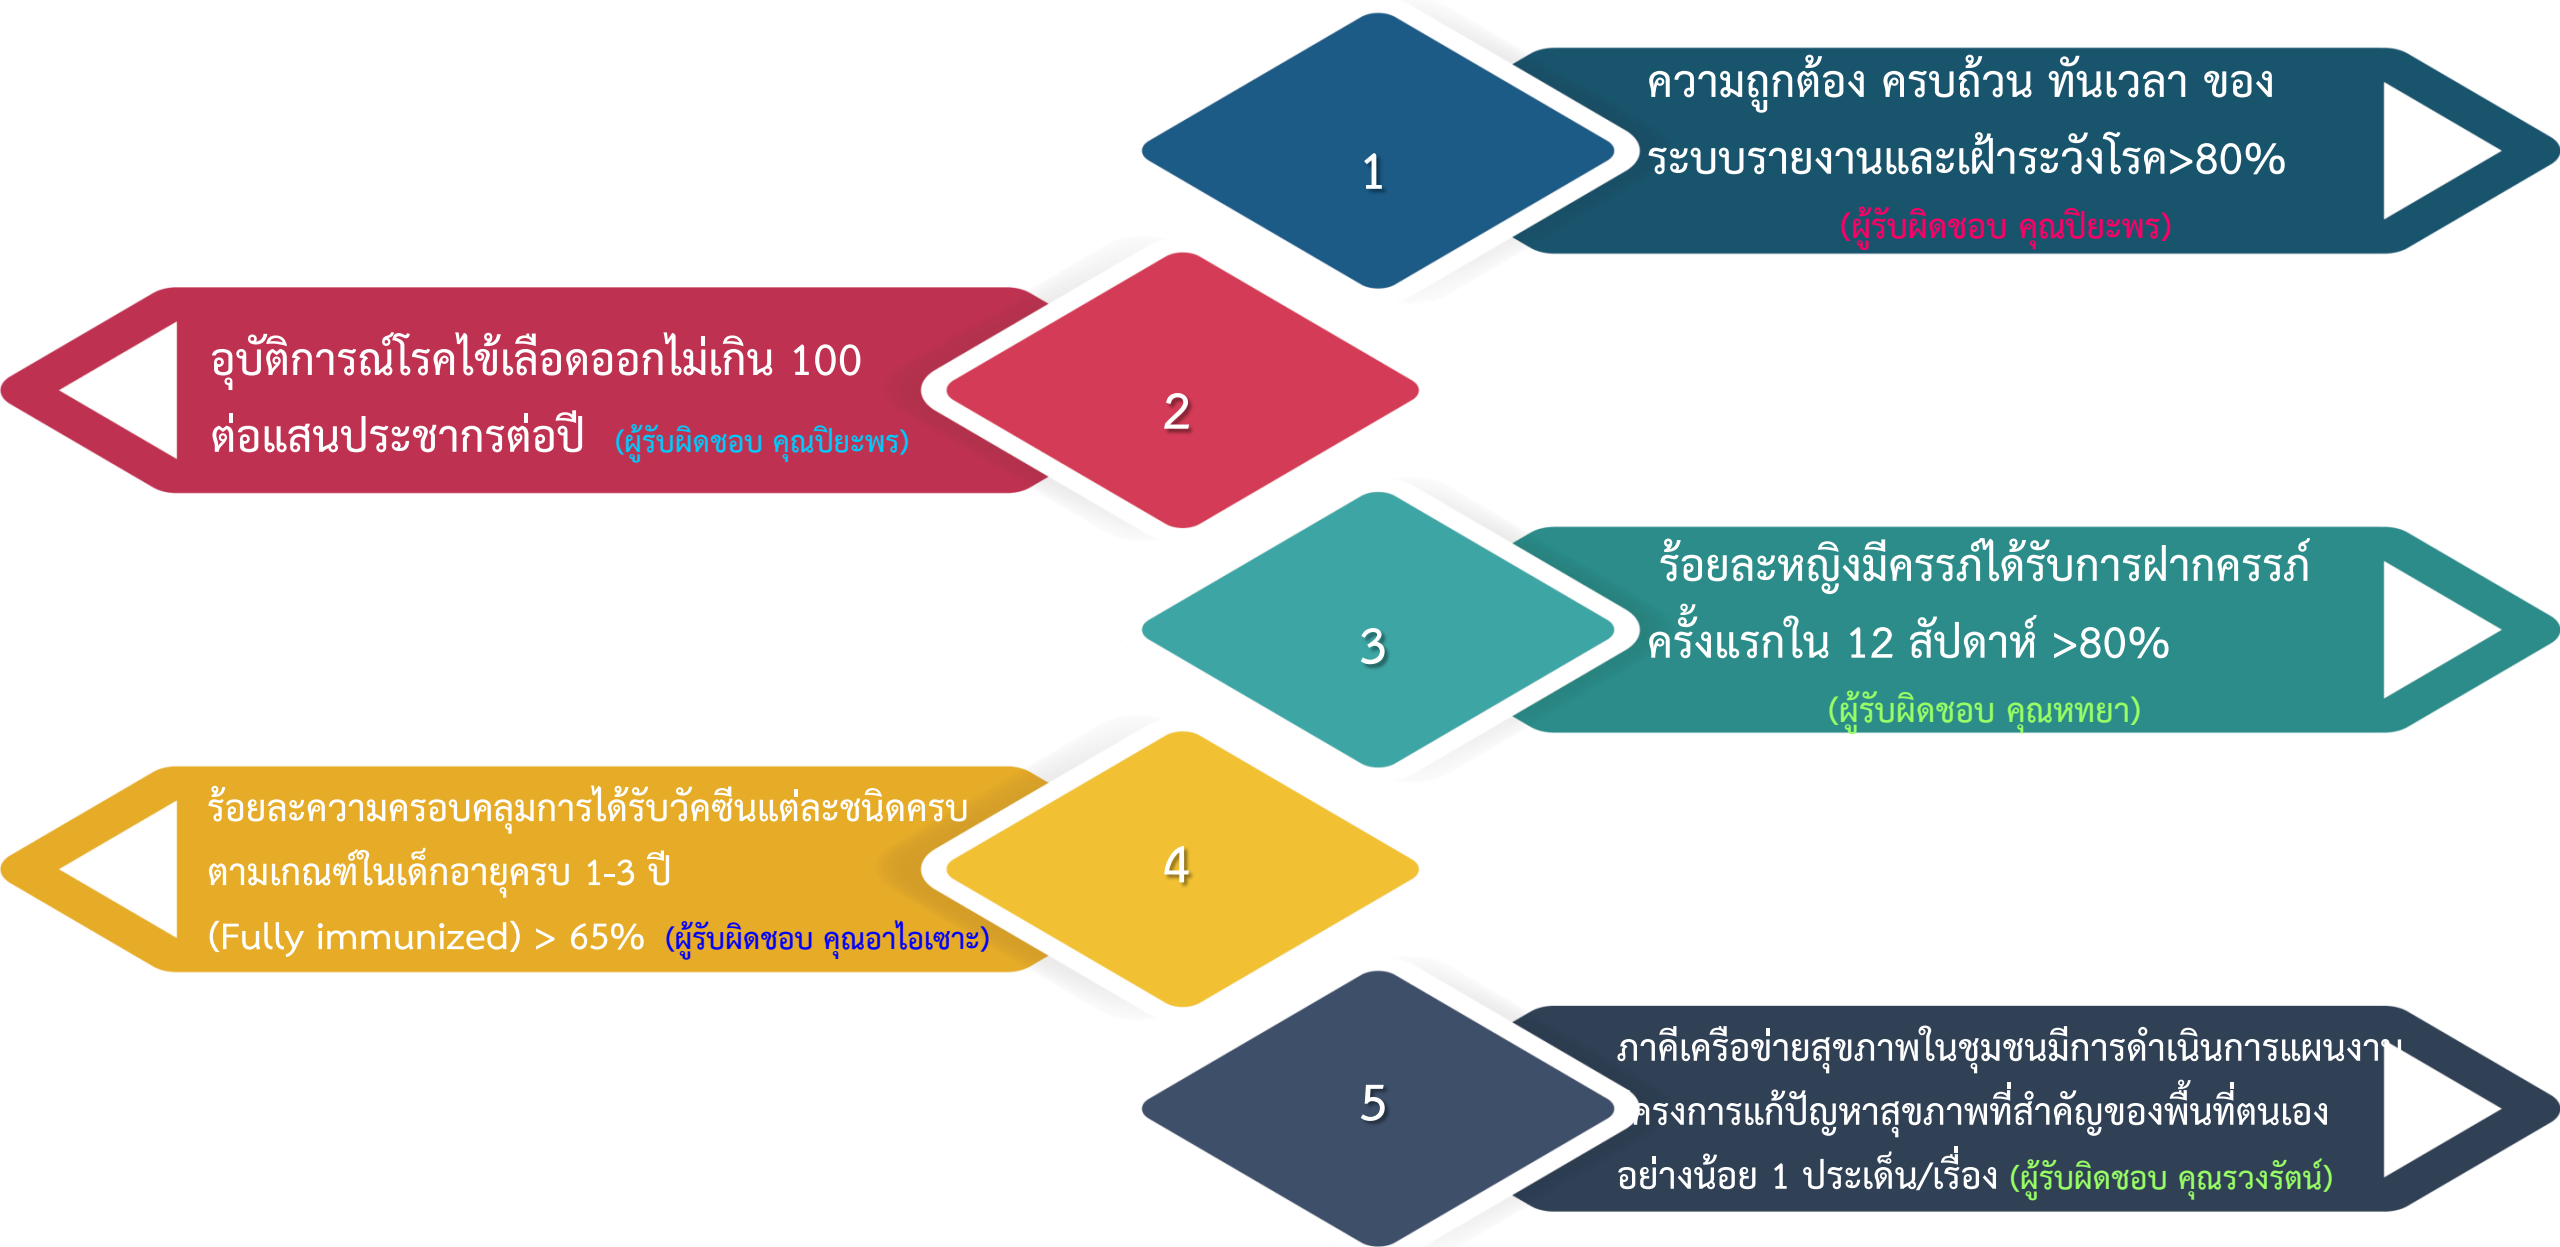 1
ความถูกต้อง ครบถ้วน ทันเวลา ของ
ระบบรายงานและเฝ้าระวังโรค>80%
(ผู้รับผิดชอบ คุณปิยะพร)
2
อุบัติการณ์โรคไข้เลือดออกไม่เกิน 100
ต่อแสนประชากรต่อปี (ผู้รับผิดชอบ คุณปิยะพร)
3
ร้อยละหญิงมีครรภ์ได้รับการฝากครรภ์
ครั้งแรกใน 12 สัปดาห์ >80%
(ผู้รับผิดชอบ คุณหทยา)
4
ร้อยละความครอบคลุมการได้รับวัคซีนแต่ละชนิดครบ
ตามเกณฑ์ในเด็กอายุครบ 1-3 ปี
(Fully immunized) > 65% (ผู้รับผิดชอบ คุณอาไอเซาะ)
5
ภาคีเครือข่ายสุขภาพในชุมชนมีการดำเนินการแผนงาน
โครงการแก้ปัญหาสุขภาพที่สำคัญของพื้นที่ตนเอง
อย่างน้อย 1 ประเด็น/เรื่อง (ผู้รับผิดชอบ คุณรวงรัตน์)